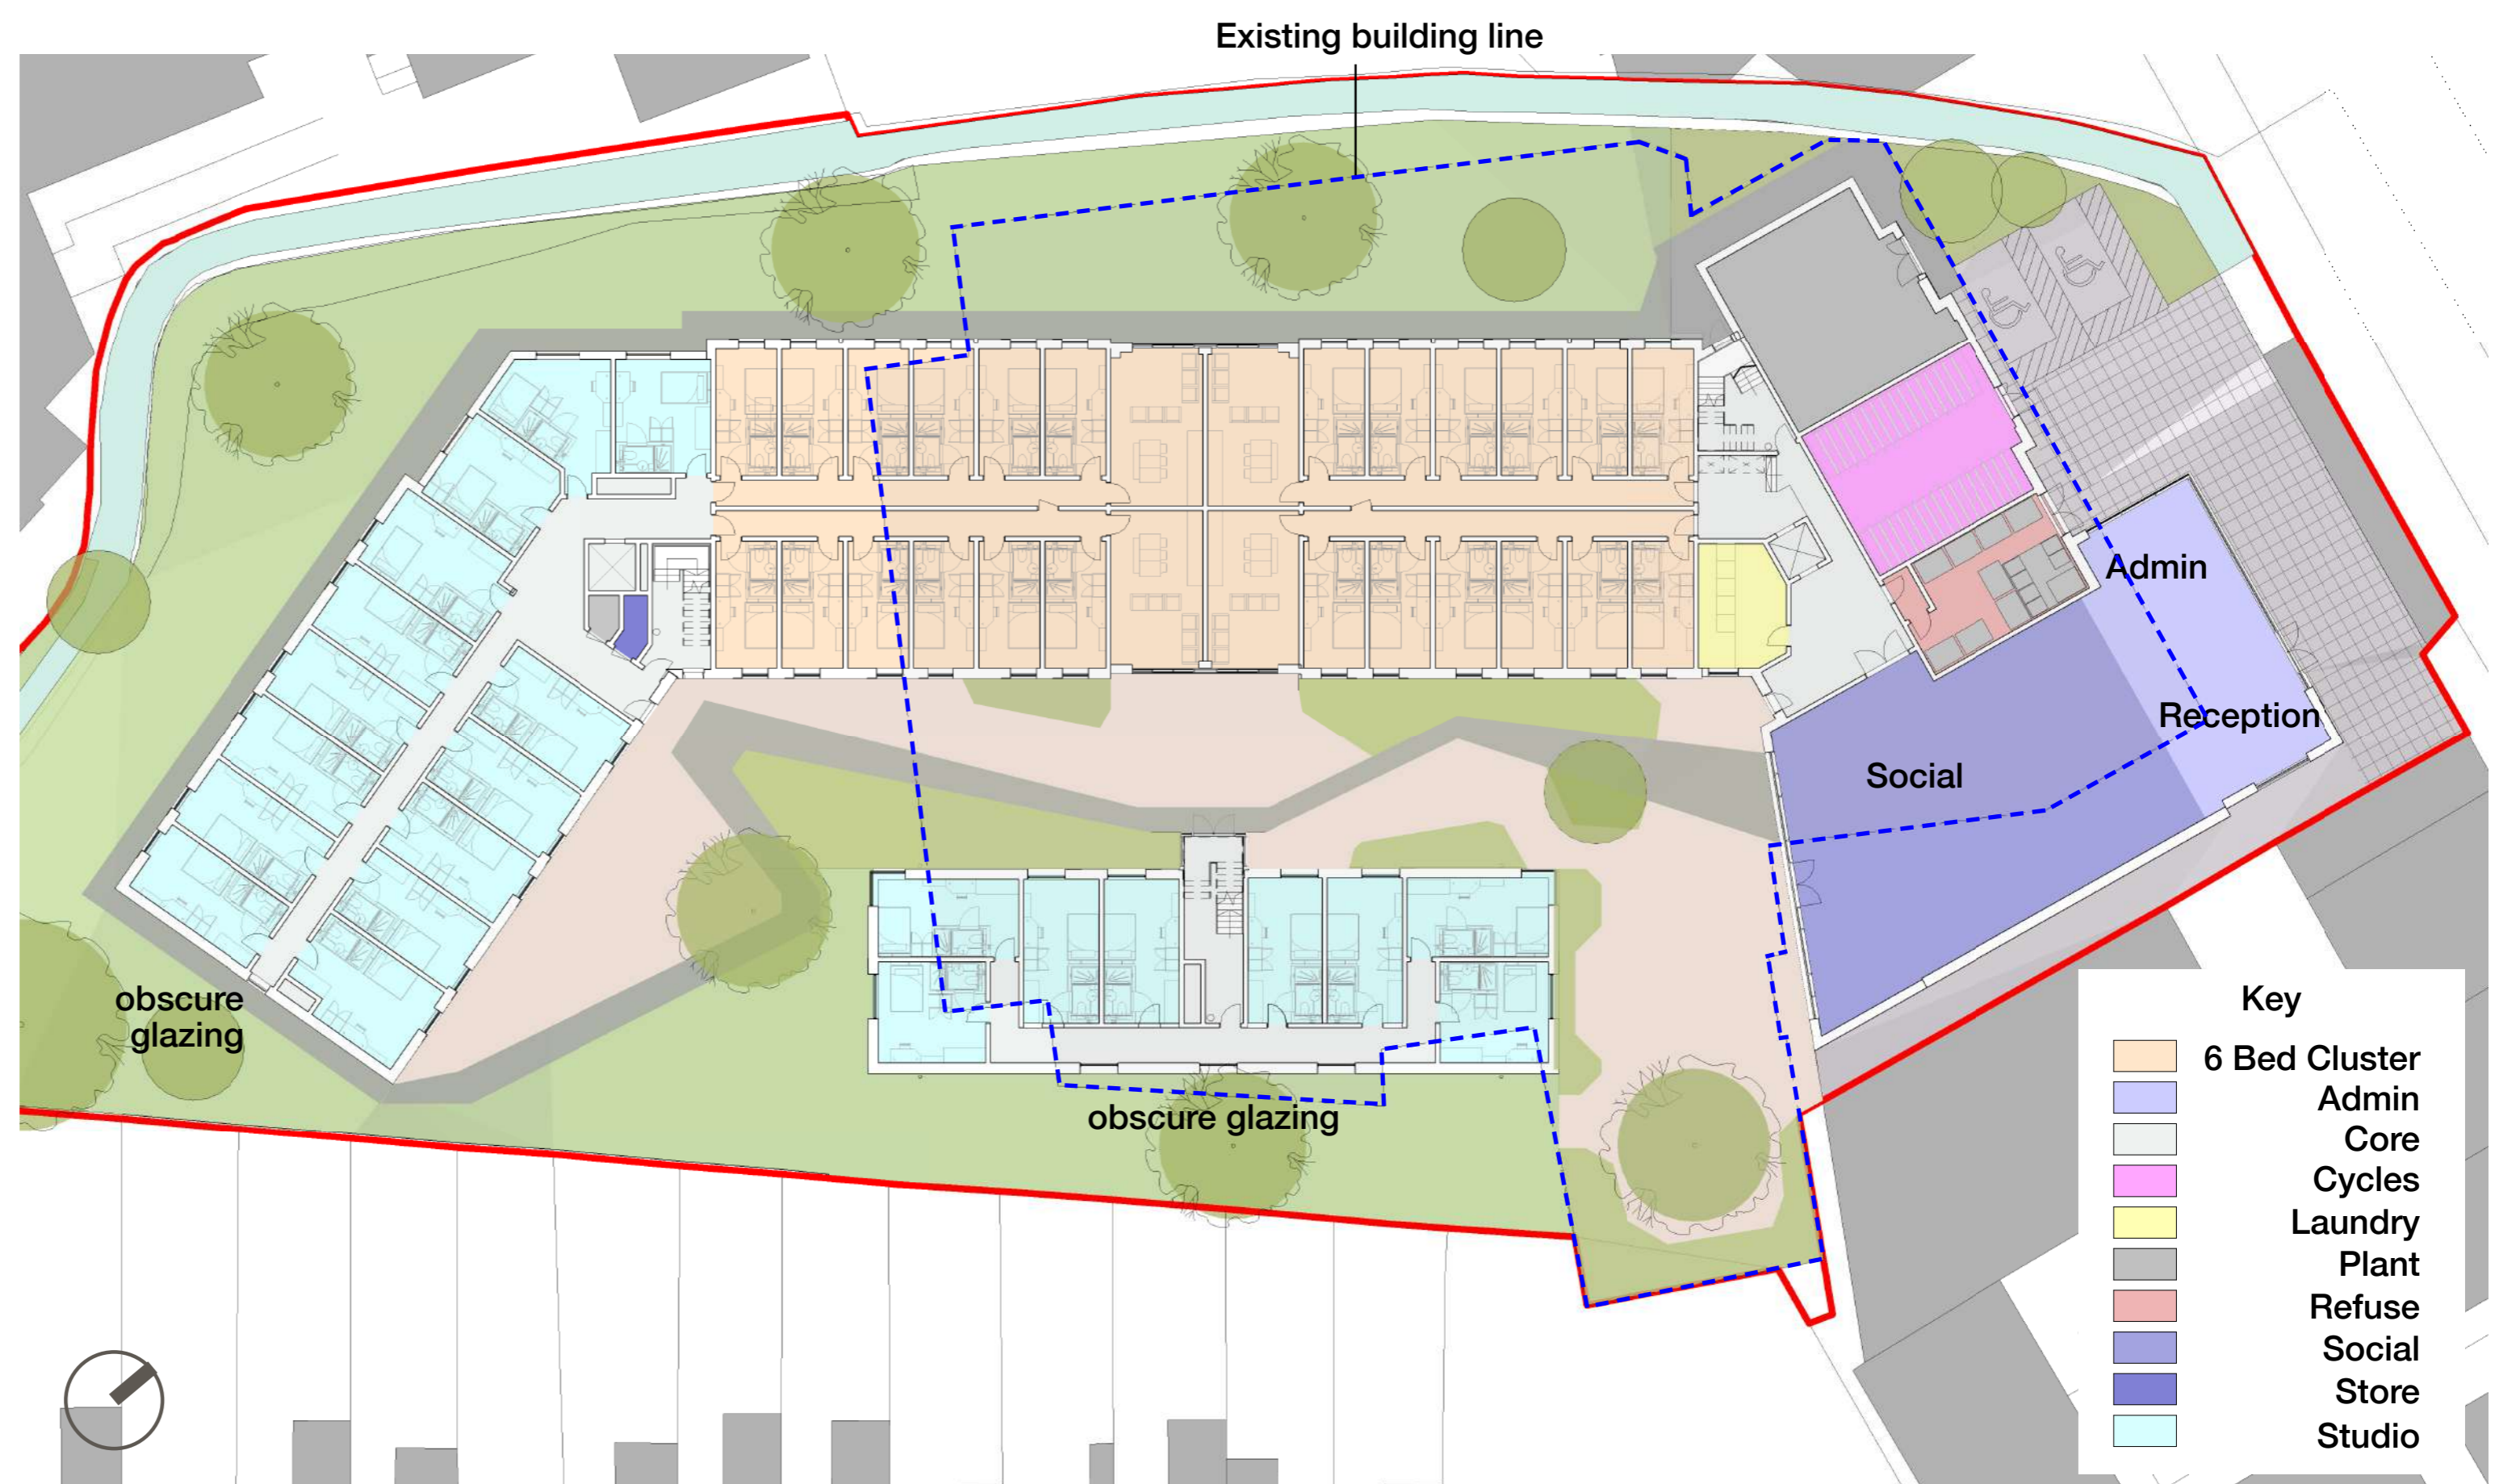 Existing building line
Admin
Reception
Social
obscure
glazing
obscure glazing
Key
6 Bed Cluster
Admin
Core
Cycles
Laundry
Plant
Refuse
Social
Store
Studio